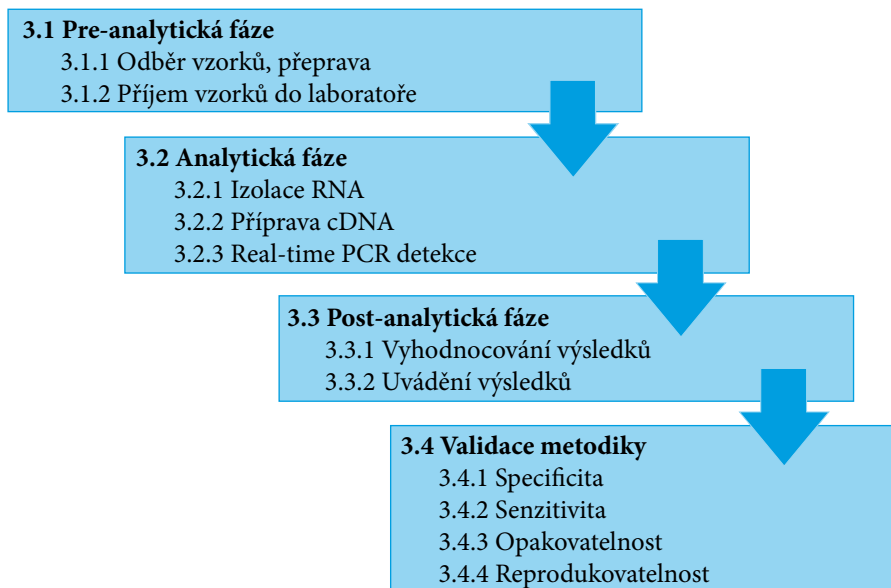 3.1 Pre-analytická fáze
3.1.1 Odběr vzorků, přeprava
3.1.2 Příjem vzorků do laboratoře
3.2 Analytická fáze
3.2.1 Izolace RNA
3.2.2 Příprava cDNA
3.2.3 Real-time PCR detekce
3.3 Post-analytická fáze
3.3.1 Vyhodnocování výsledků
3.3.2 Uvádění výsledků
3.4 Validace metodiky
3.4.1 Specificita
3.4.2 Senzitivita
3.4.3 Opakovatelnost
3.4.4 Reprodukovatelnost